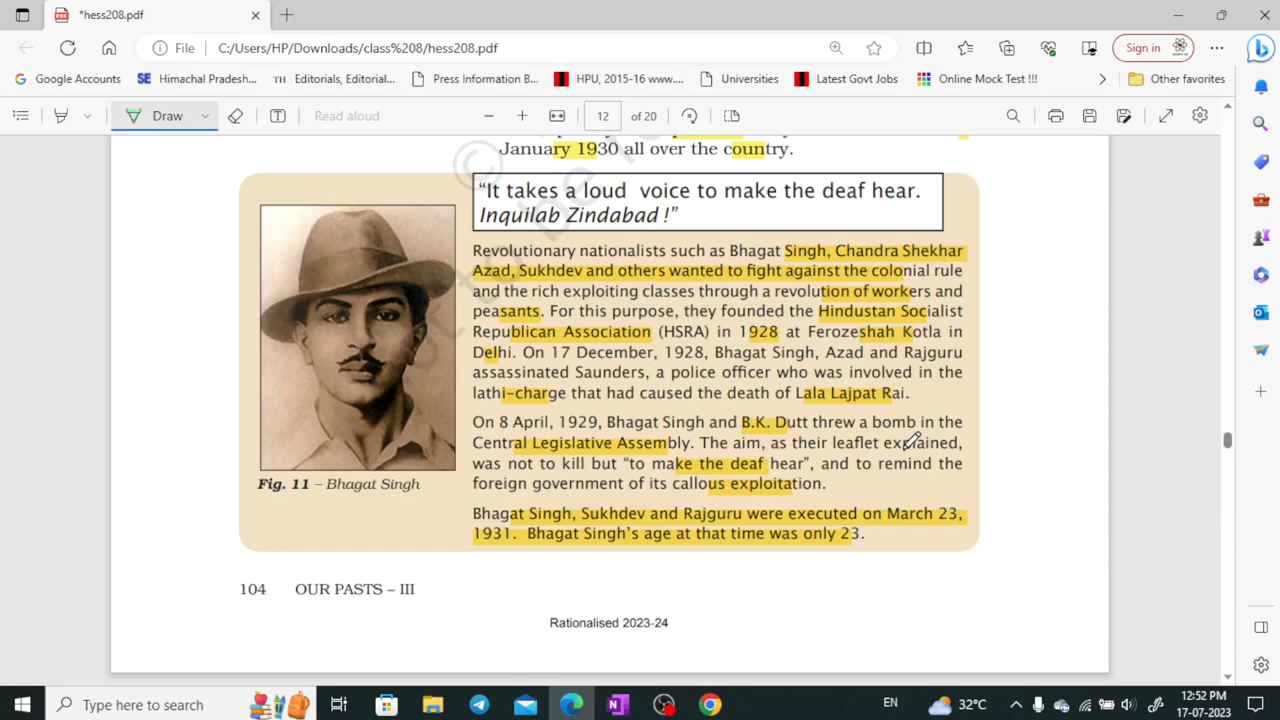 *hess208.pdf
File C:/Users/HP/Downloads/class%208/hess208.pdf Sign in
Google Accounts SE Himachal Pradesh... TH Editorials, Editorial... Press Information B... HPU, 2015-16 www.... Universities Latest Govt Jobs Online Mock Test !!! Other favorites
Draw Read aloud 12 of 20
January 1930 all over the country.
“It takes a loud voice to make the deaf hear.
Inquilab Zindabad !”
Revolutionary nationalists such as Bhagat Singh, Chandra Shekhar
Azad, Sukhdev and others wanted to fight against the colonial rule
and the rich exploiting classes through a revolution of workers and
peasants. For this purpose, they founded the Hindustan Socialist
Republican Association (HSRA) in 1928 at Ferozeshah Kotla in
Delhi. On 17 December, 1928, Bhagat Singh, Azad and Rajguru
assassinated Saunders, a police officer who was involved in the
lathi-charge that had caused the death of Lala Lajpat Rai.
On 8 April, 1929, Bhagat Singh and B.K. Dutt threw a bomb in the
Central Legislative Assembly. The aim, as their leaflet explained,
was not to kill but “to make the deaf hear”, and to remind the
foreign government of its callous exploitation.
Bhagat Singh, Sukhdev and Rajguru were executed on March 23,
1931. Bhagat Singh’s age at that time was only 23.
Fig. 11 – Bhagat Singh
104 OUR PASTS – III
Rationalised 2023-24
Type here to search EN 32°C 12:52 PM
17-07-2023